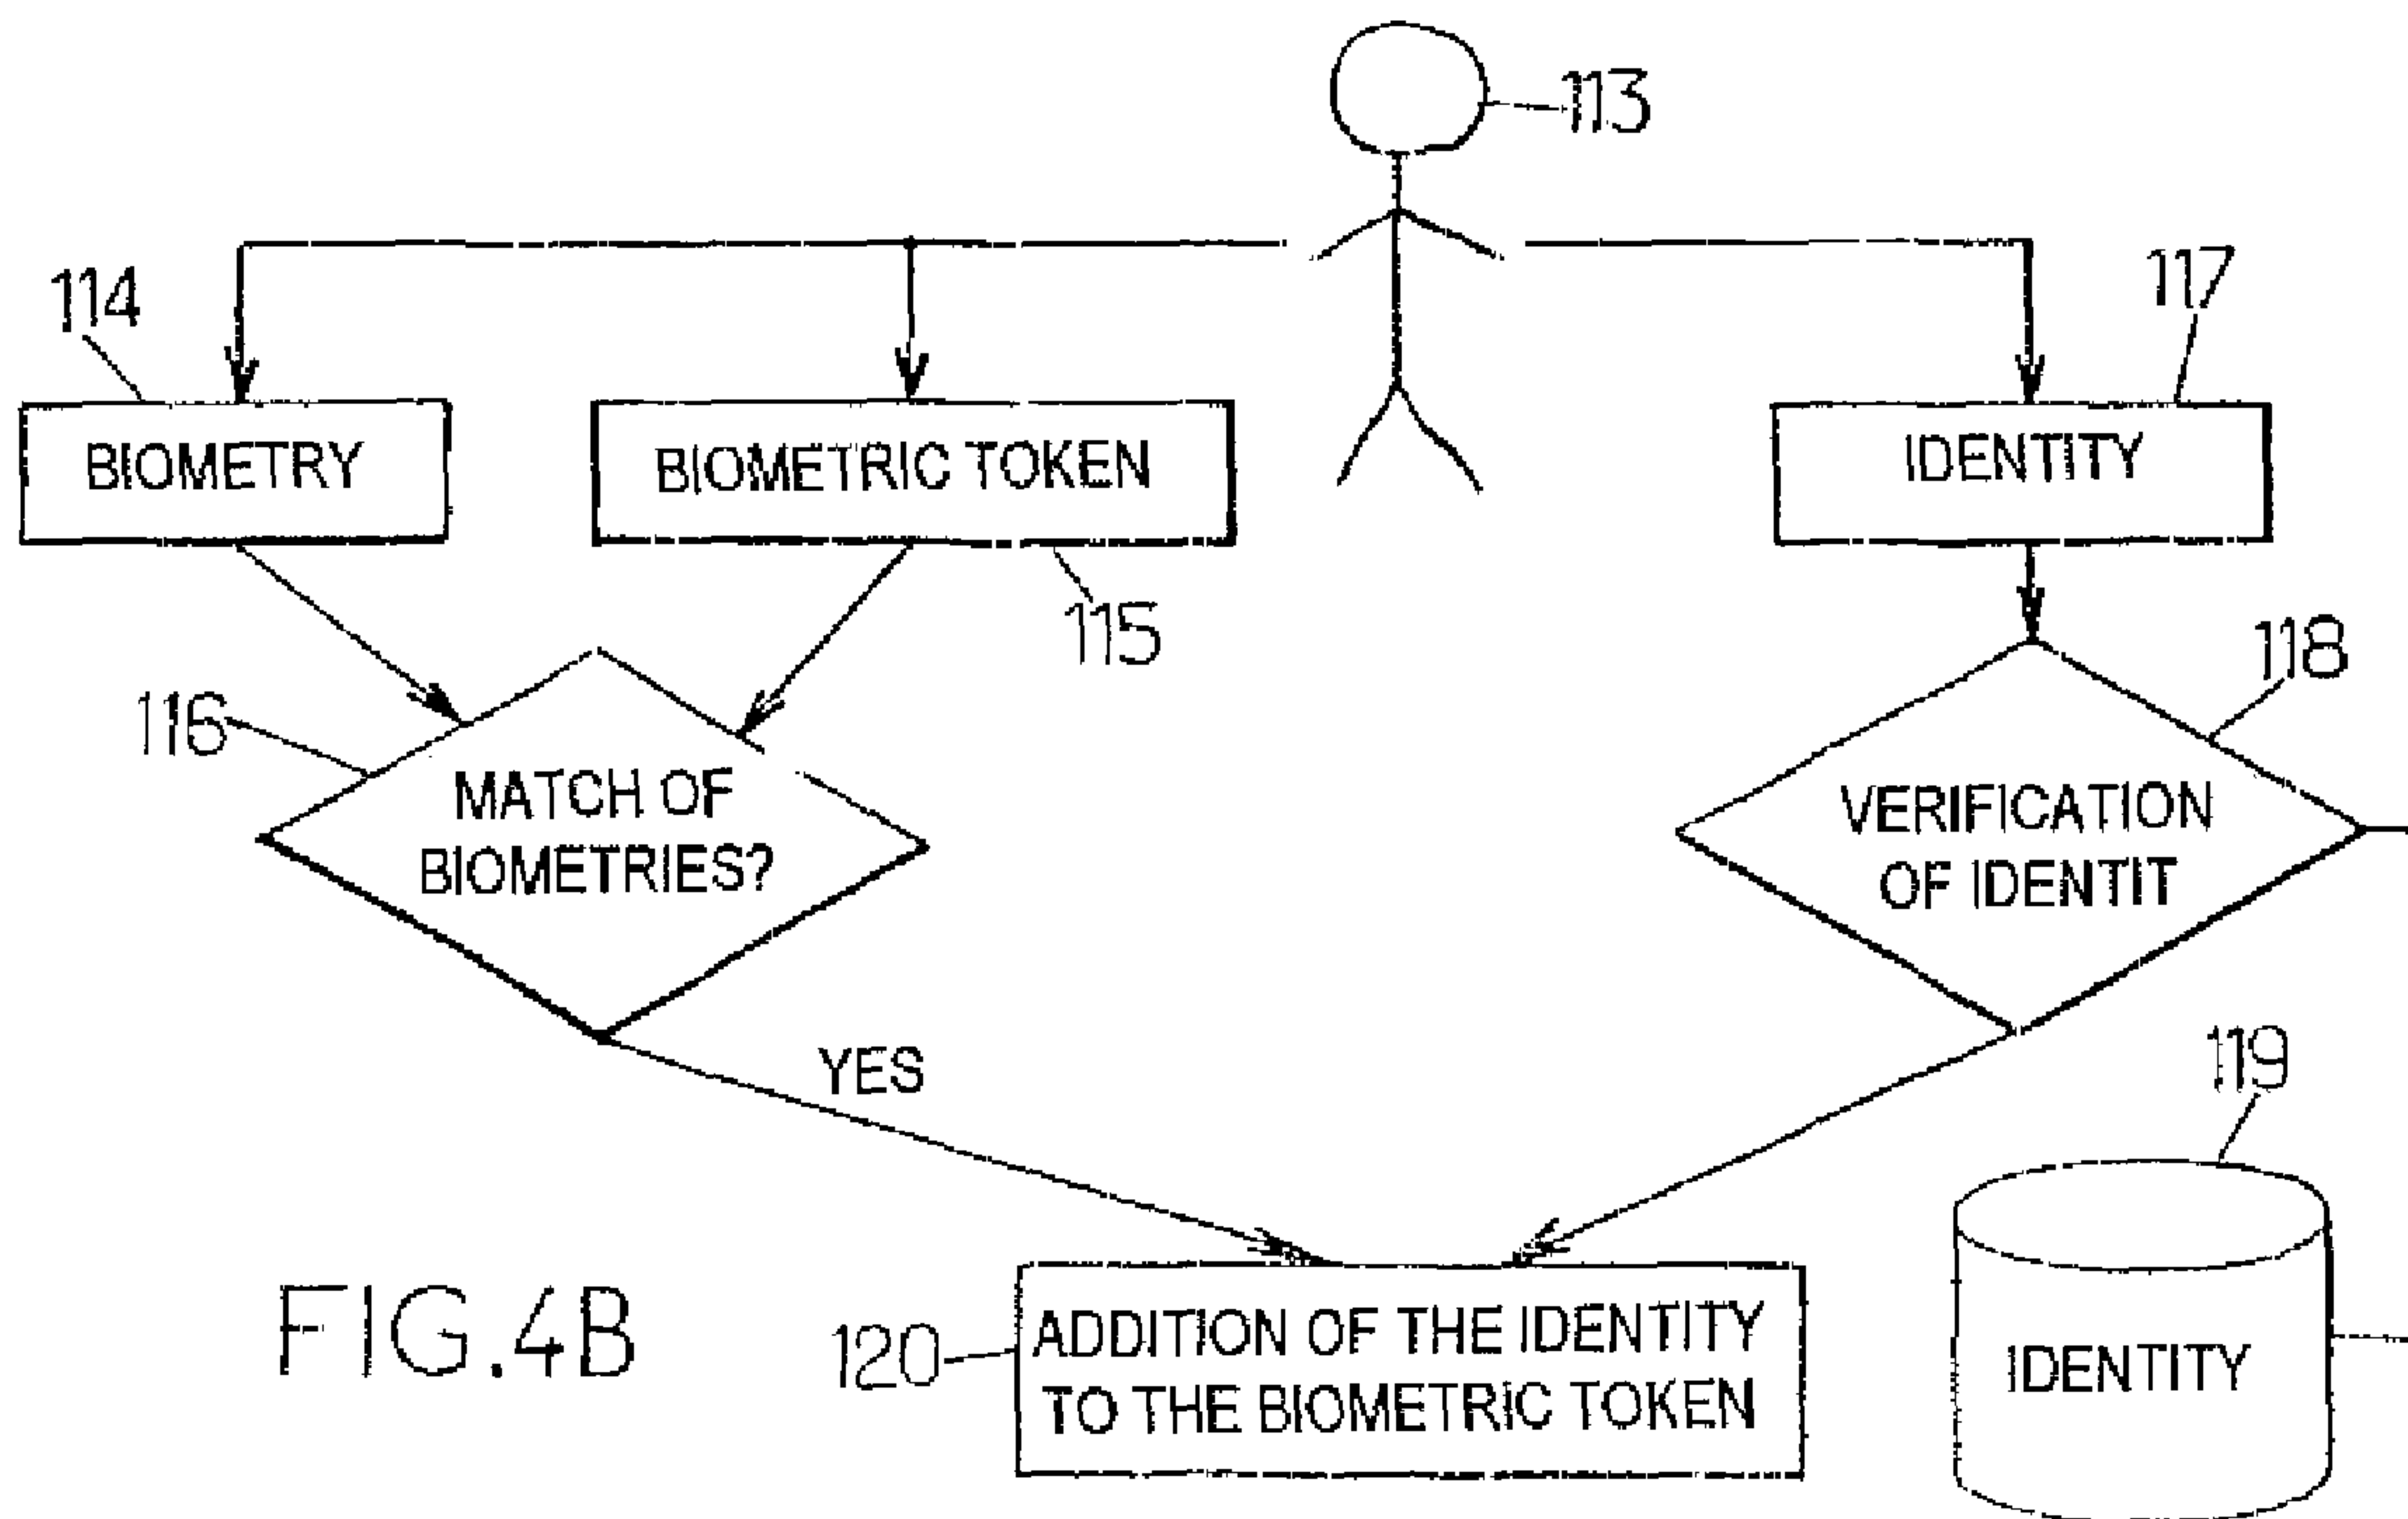 113
114
117
BIOMETRY
BIOMETRIC TOKEN
IDENTITY
115
118
116
MATCH OF
BIOMETRIES?
VERIFICATION
OF IDENTIT
YES
119
FIG.4B
120
ADDITION OF THE IDENTITY
TO THE BIOMETRIC TOKEN
IDENTITY